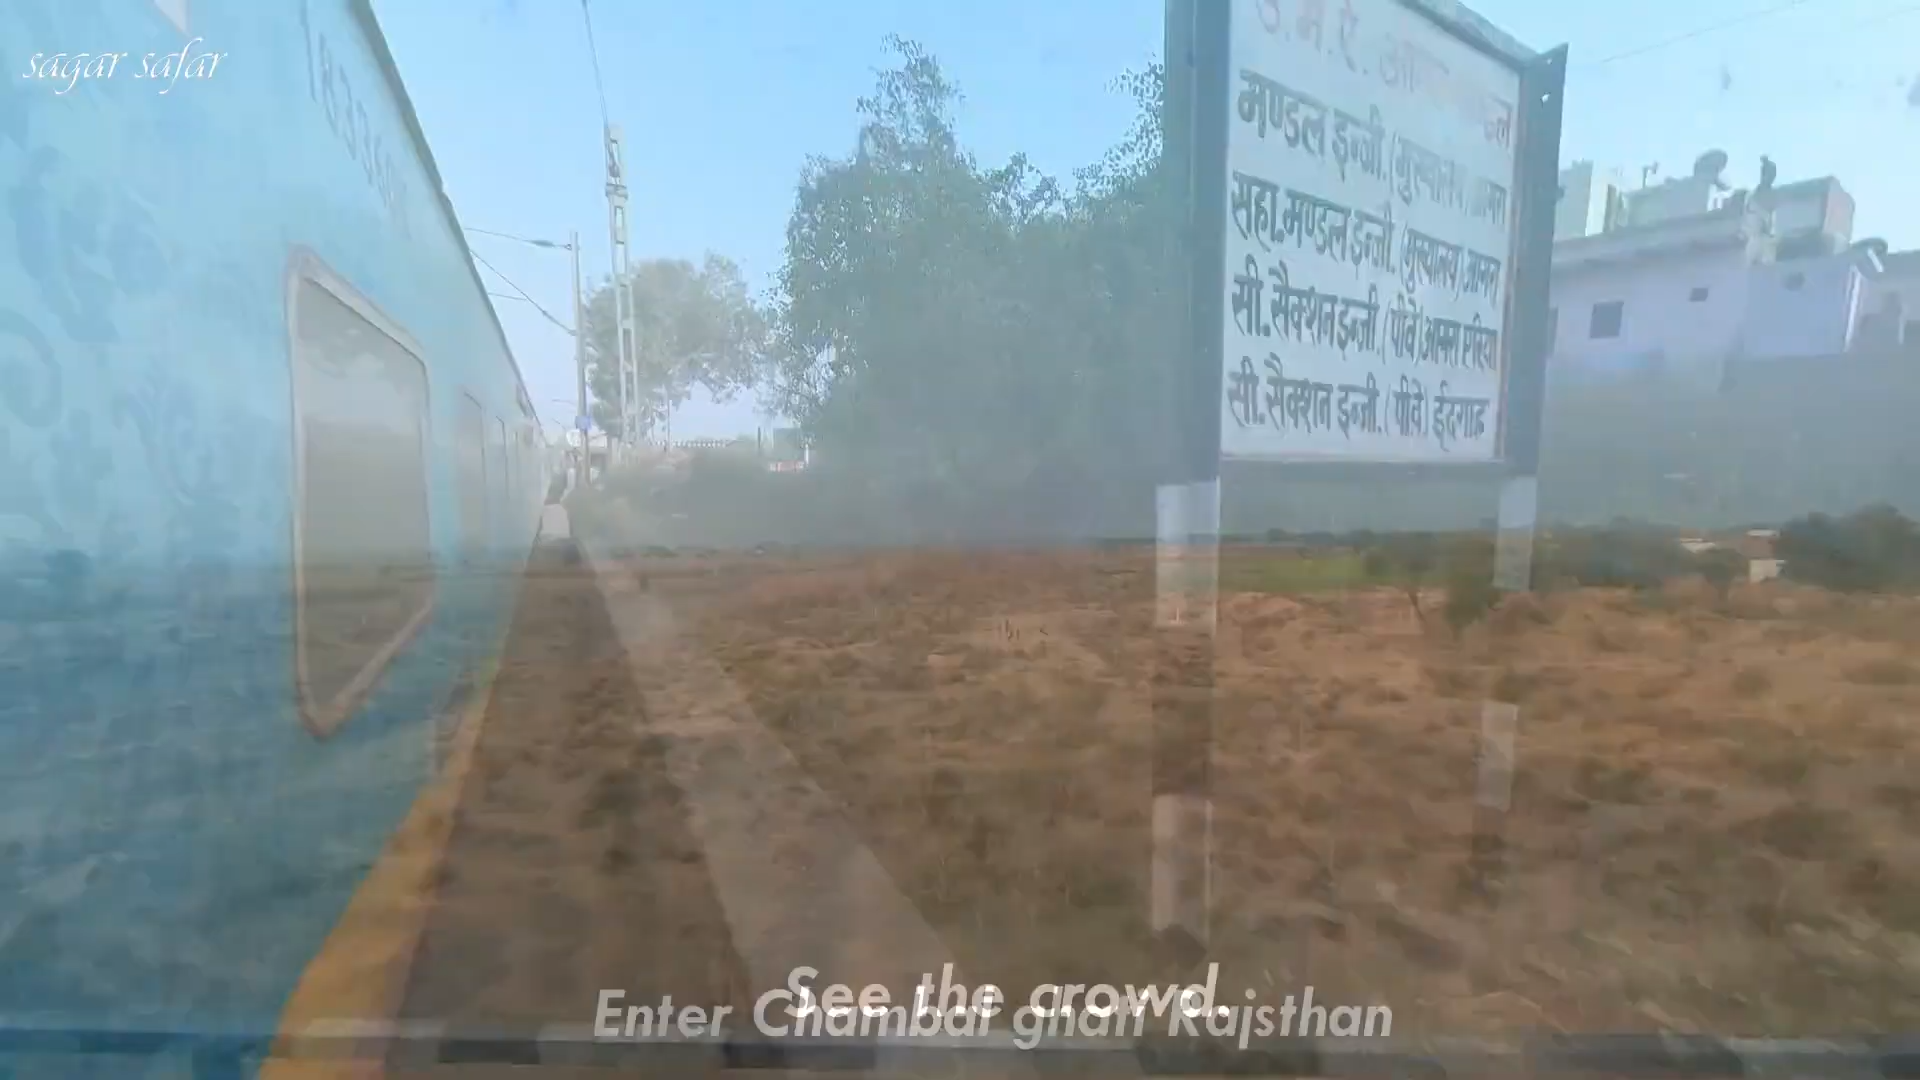 sagar safar
उ.म.रे.
मण्डल इन्जी. (मुख्यालय) आगरा
सहा.मण्डल इन्जी. (मुख्यालय) आगरा
सी. सैक्शन इन्जी. (पीवे) आगरा एरिया
सी. सैक्शन इन्जी. (पीवे) ईदगाह
See the crowd.
Enter Chambal ghati Rajsthan